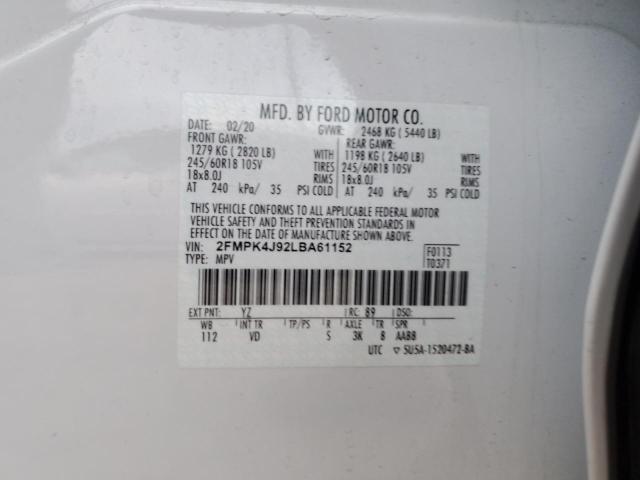 MFD. BY FORD MOTOR CO.
DATE: 02/20 GVWR: 2468 KG ( 5440 LB)
FRONT GAWR: REAR GAWR:
1279 KG ( 2820 LB) WITH 1198 KG ( 2640 LB) WITH
245/60R18 105V TIRES 245/60R18 105V TIRES
18x8.0J RIMS 18x8.0J RIMS
AT 240 kPa/ 35 PSI COLD AT 240 kPa/ 35 PSI COLD
THIS VEHICLE CONFORMS TO ALL APPLICABLE FEDERAL MOTOR
VEHICLE SAFETY AND THEFT PREVENTION STANDARDS IN
EFFECT ON THE DATE OF MANUFACTURE SHOWN ABOVE.
VIN: 2FMPK4J92LBA61152 F0113
TYPE: MPV T0371
EXT PNT: YZ RC: 89 DSO:
WB INT TR TP/PS R AXLE TR SPR
112 VD S 3K 8 AABB
UTC ▽ SU5A-1520472-BA